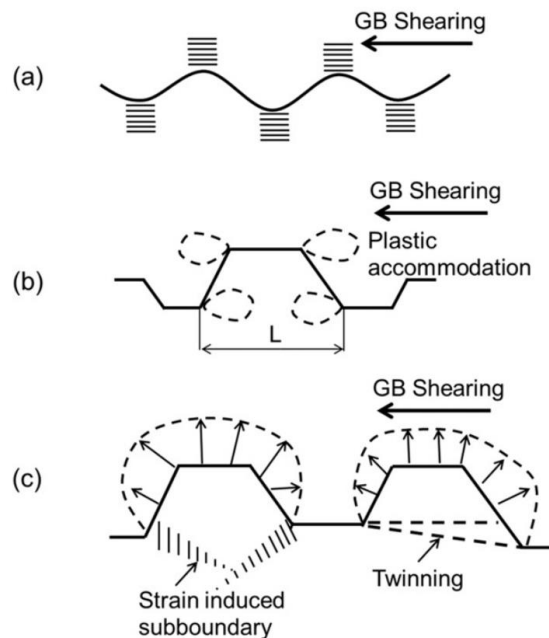 GB Shearing
(a)
GB Shearing
Plastic
accommodation
(b)
L
GB Shearing
(c)
Twinning
Strain induced
subboundary